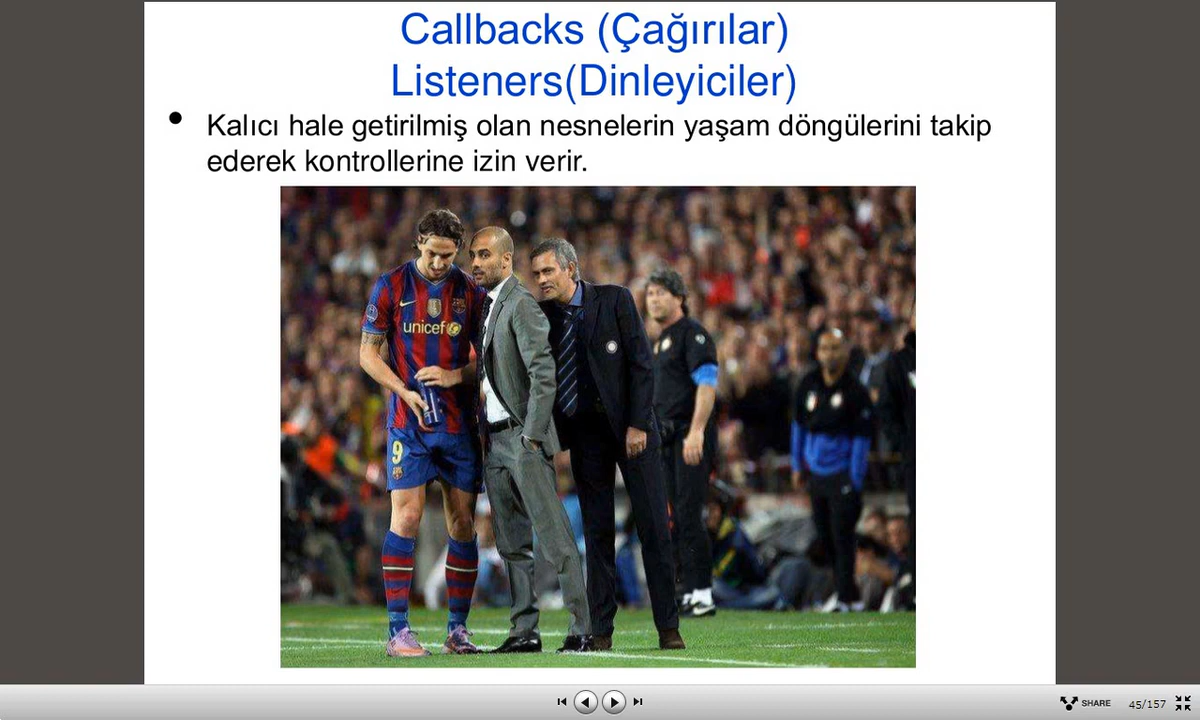 Callbacks (Çağırılar)
Listeners(Dinleyiciler)
• Kalıcı hale getirilmiş olan nesnelerin yaşam döngülerini takip
ederek kontrollerine izin verir.
unicef
9
SHARE
45/157